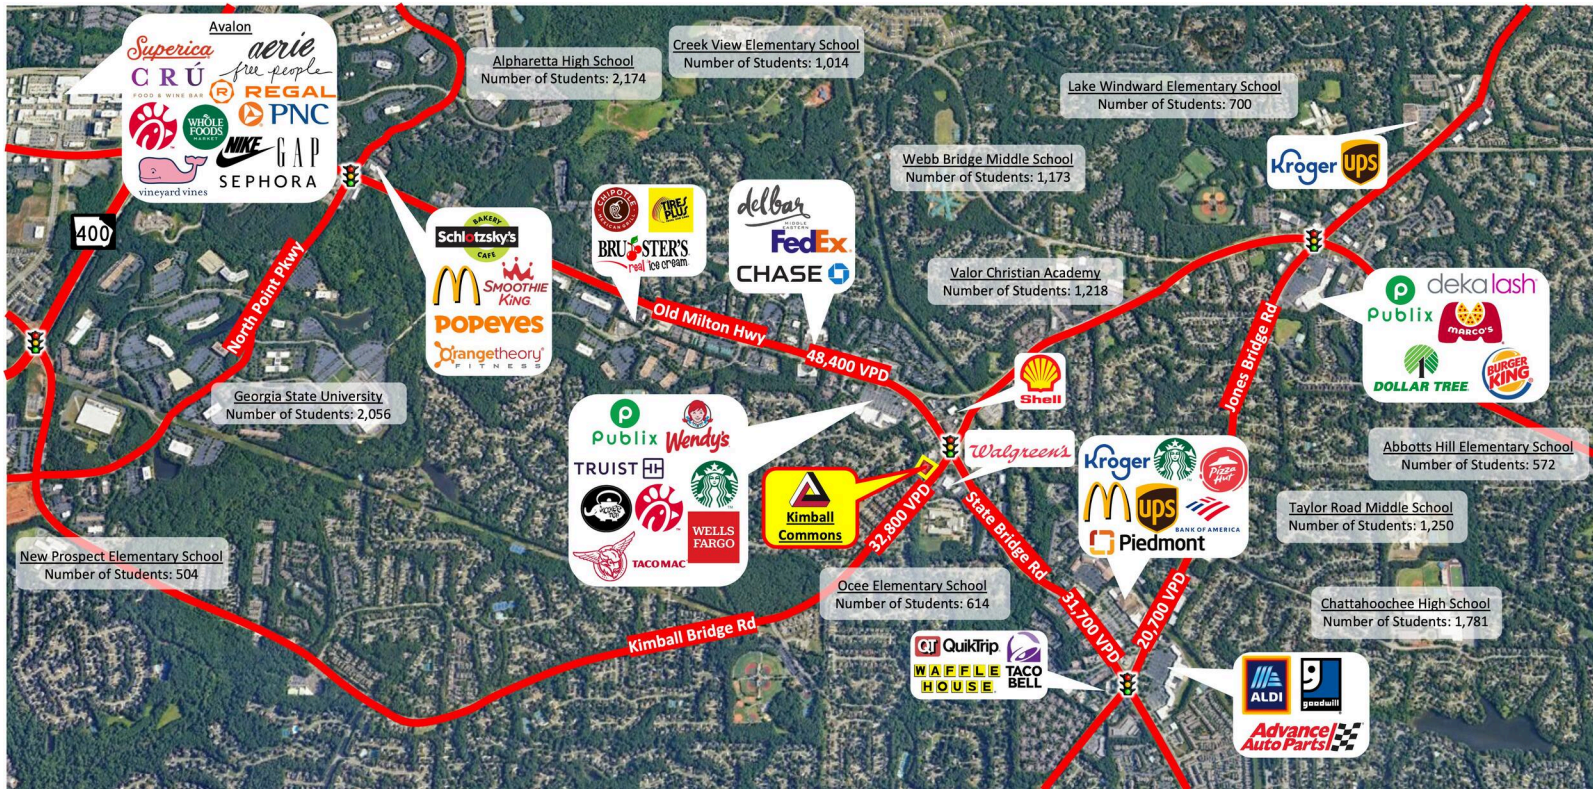 Avalon
Superica
aerie
CRÚ
FOOD & WINE BAR
free people
R REGAL
WHOLE
FOODS
MARKET
PNC
NIKE
GAP
vineyard vines
SEPHORA
Alpharetta High School
Number of Students: 2,174
Creek View Elementary School
Number of Students: 1,014
Lake Windward Elementary School
Number of Students: 700
Webb Bridge Middle School
Number of Students: 1,173
Kroger
ups
400
North Point Pkwy
BAKERY
Schlotzsky's
CAFE
SMOOTHIE
KING
POPEYES
Orangetheory
FITNESS
CHIPOTLE
MEXICAN GRILL
TIRES
PLUS
BRUSTER'S
real ice cream
delbar
MIDDLE
EASTERN
FedEx
CHASE
Old Milton Hwy
48,400 VPD
Valor Christian Academy
Number of Students: 1,218
Publix
deka lash
MARCO'S
DOLLAR TREE
BURGER
KING
Jones Bridge Rd
Shell
Georgia State University
Number of Students: 2,056
Publix
Wendy's
TRUIST
WELLS
FARGO
TACO MAC
Kimball
Commons
Walgreen's
32,800 VPD
State Bridge Rd
Kroger
Pizza
Hut
ups
BANK OF AMERICA
Piedmont
Abbotts Hill Elementary School
Number of Students: 572
Taylor Road Middle School
Number of Students: 1,250
New Prospect Elementary School
Number of Students: 504
Ocee Elementary School
Number of Students: 614
Chattahoochee High School
Number of Students: 1,781
Kimball Bridge Rd
31,700 VPD
20,700 VPD
QT QuikTrip
WAFFLE
HOUSE
TACO
BELL
ALDI
goodwill
Advance
Auto Parts